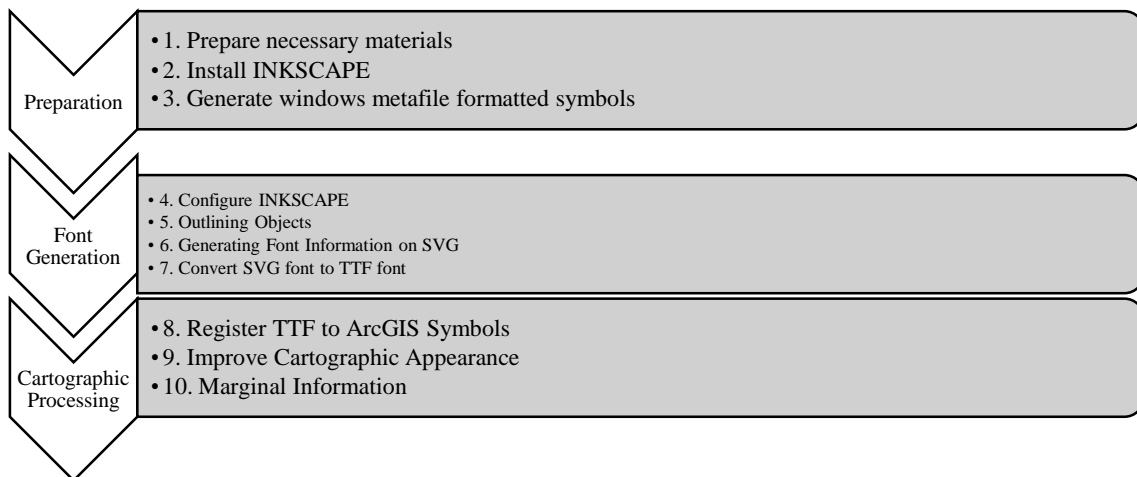 Preparation
• 1. Prepare necessary materials
• 2. Install INKSCAPE
• 3. Generate windows metafile formatted symbols
Font
Generation
• 4. Configure INKSCAPE
• 5. Outlining Objects
• 6. Generating Font Information on SVG
• 7. Convert SVG font to TTF font
Cartographic
Processing
• 8. Register TTF to ArcGIS Symbols
• 9. Improve Cartographic Appearance
• 10. Marginal Information